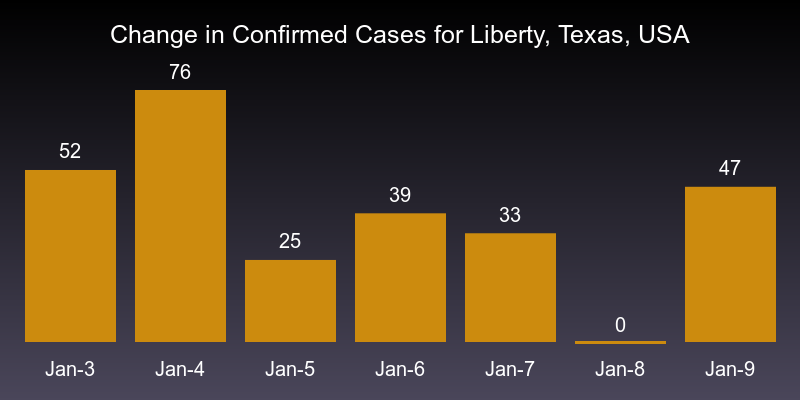 Change in Confirmed Cases for Liberty, Texas, USA
52 76 25 39 33 0 47
Jan-3 Jan-4 Jan-5 Jan-6 Jan-7 Jan-8 Jan-9